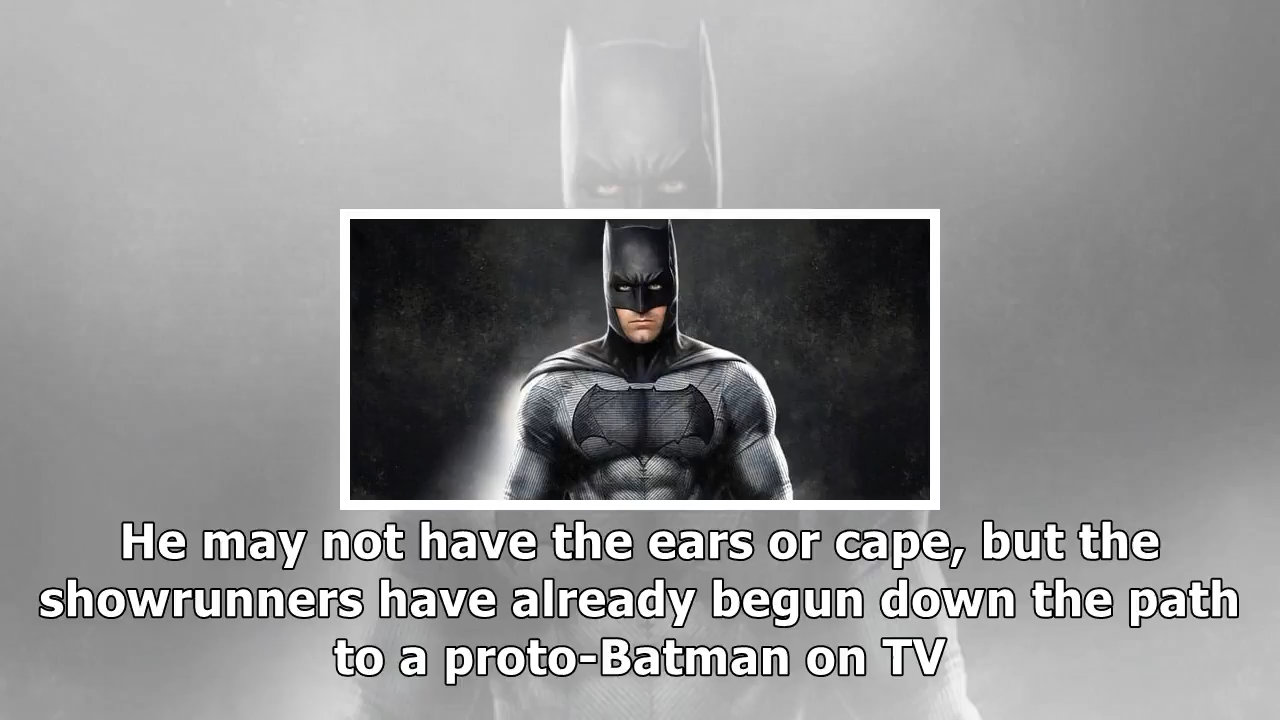 He may not have the ears or cape, but the
showrunners have already begun down the path
to a proto-Batman on TV